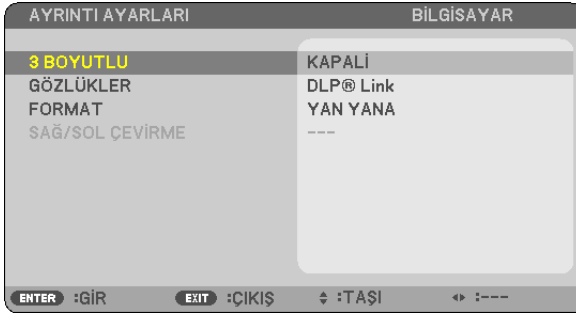 AYRINTI AYARLARI BİLGİSAYAR
3 BOYUTLU KAPALİ
GÖZLÜKLER DLP® Link
FORMAT YAN YANA
SAĞ/SOL ÇEVİRME ---
ENTER :GİR EXIT :ÇIKIŞ :TAŞI :---